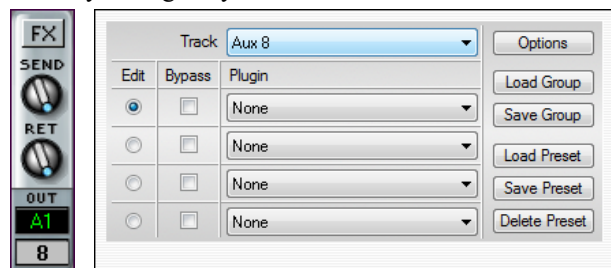 FX
SEND
RET
OUT
A1
8
Track Aux 8 Options
Edit Bypass Plugin Load Group
None Save Group
None Load Preset
None Save Preset
None Delete Preset